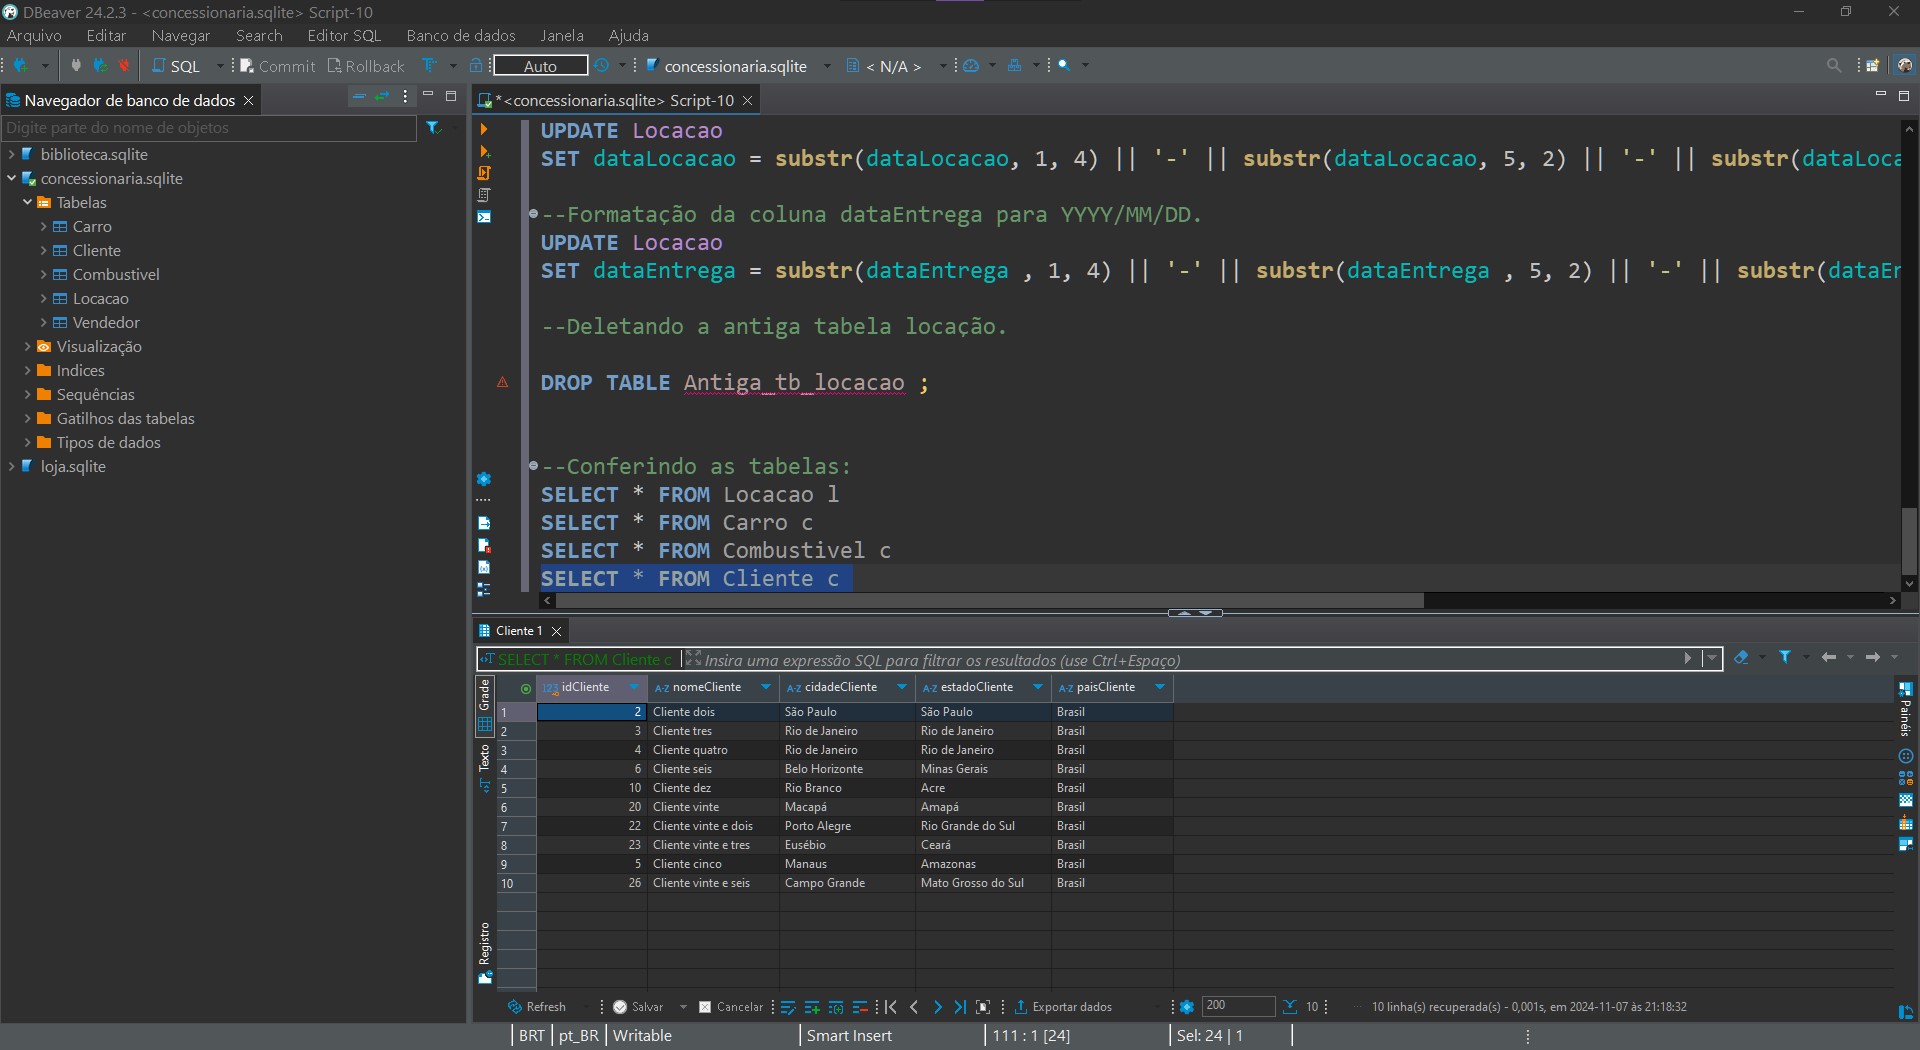 DBeaver 24.2.3 - <concessionaria.sqlite> Script-10
Arquivo Editar Navegar Search Editor SQL Banco de dados Janela Ajuda
SQL Commit Rollback Auto concessionaria.sqlite < N/A >
Navegador de banco de dados
Digite parte do nome de objetos
biblioteca.sqlite
concessionaria.sqlite
Tabelas
Carro
Cliente
Combustivel
Locacao
Vendedor
Visualização
Indices
Sequências
Gatilhos das tabelas
Tipos de dados
loja.sqlite
*<concessionaria.sqlite> Script-10
UPDATE Locacao
SET dataLocacao = substr(dataLocacao, 1, 4) || '-' || substr(dataLocacao, 5, 2) || '-' || substr(dataLoca
--Formatação da coluna dataEntrega para YYYY/MM/DD.
UPDATE Locacao
SET dataEntrega = substr(dataEntrega , 1, 4) || '-' || substr(dataEntrega , 5, 2) || '-' || substr(dataEr
--Deletando a antiga tabela locação.
DROP TABLE Antiga_tb_locacao ;
--Conferindo as tabelas:
SELECT * FROM Locacao l
SELECT * FROM Carro c
SELECT * FROM Combustivel c
SELECT * FROM Cliente c
Cliente 1
SELECT * FROM Cliente c Insira uma expressão SQL para filtrar os resultados (use Ctrl+Espaço)
Grade
Texto
Registro
Painéis
123 idCliente A-Z nomeCliente A-Z cidadeCliente A-Z estadoCliente A-Z paisCliente
1 2 Cliente dois São Paulo São Paulo Brasil
2 3 Cliente tres Rio de Janeiro Rio de Janeiro Brasil
3 4 Cliente quatro Rio de Janeiro Rio de Janeiro Brasil
4 6 Cliente seis Belo Horizonte Minas Gerais Brasil
5 10 Cliente dez Rio Branco Acre Brasil
6 20 Cliente vinte Macapá Amapá Brasil
7 22 Cliente vinte e dois Porto Alegre Rio Grande do Sul Brasil
8 23 Cliente vinte e tres Eusébio Ceará Brasil
9 5 Cliente cinco Manaus Amazonas Brasil
10 26 Cliente vinte e seis Campo Grande Mato Grosso do Sul Brasil
Refresh Salvar Cancelar Exportar dados 200 10 10 linha(s) recuperada(s) - 0,001s, em 2024-11-07 às 21:18:32
BRT pt_BR Writable Smart Insert 111 : 1 [24] Sel: 24 | 1